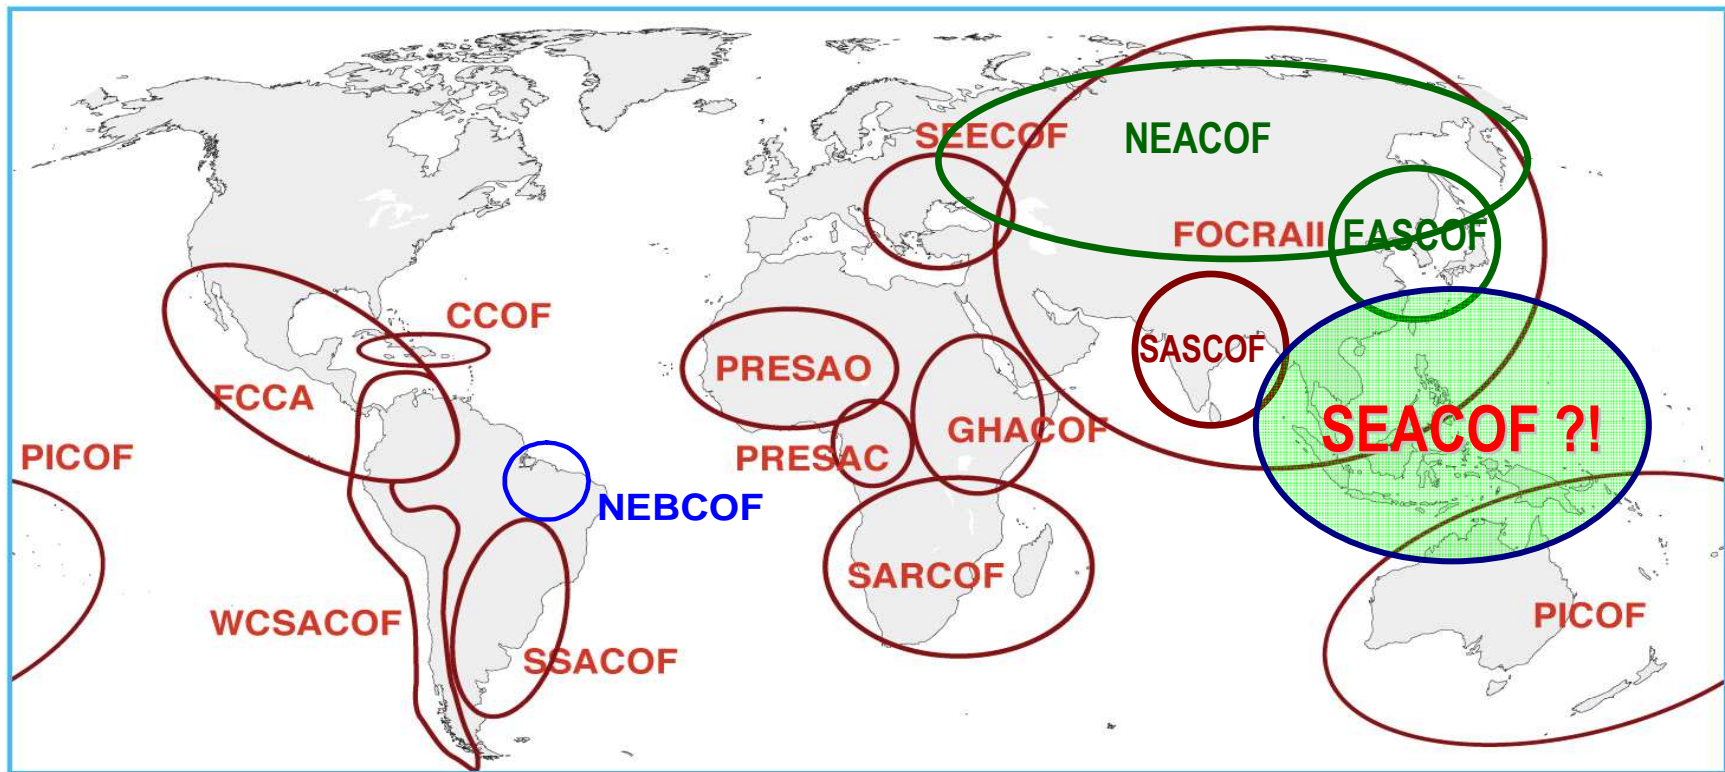 SEECOF
NEACOF
FOCRAII
EASCOF
CCOF
SASCOF
PRESAO
FCCA
SEACOF ?!
GHACOF
PICOF
PRESAC
NEBCOF
SARCOF
WCSACOF
PICOF
SSACOF